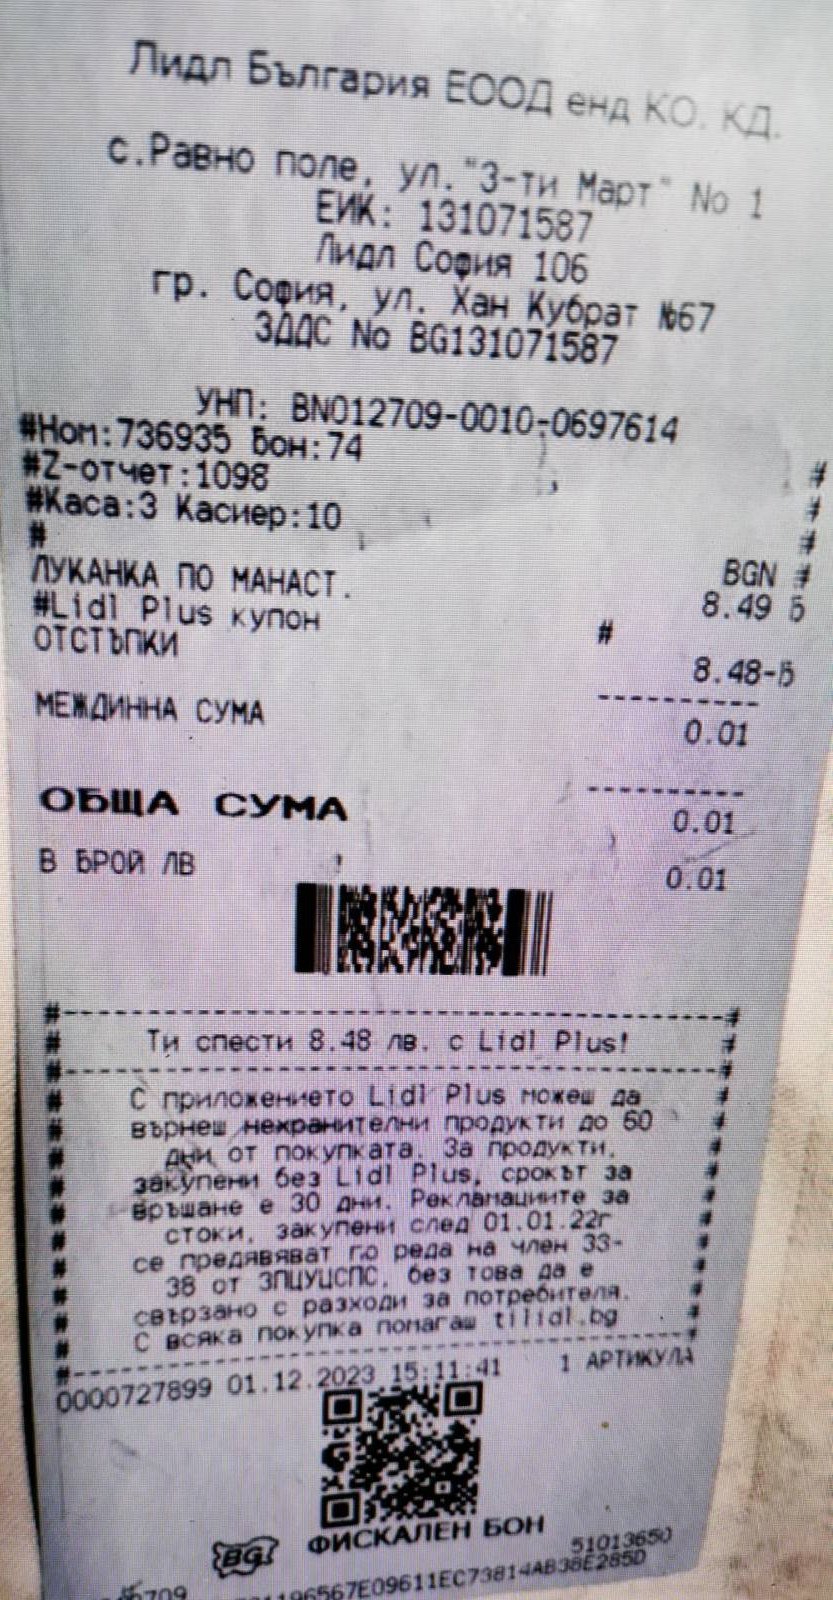 Лидл България ЕООД енд КО. КД.
с.Равно поле, ул."3-ти Март" No 1
ЕИК: 131071587
Лидл София 106
гр. София, ул. Хан Кубрат №67
ЗДДС No BG131071587
УНП: BN012709-0010-0697614
#Ном:736935 Бон:74 #
#Z-отчет:1098 #
#Каса:3 Касиер:10 #
# BGN #
ЛУКАНКА ПО МАНАСТ. 8.49 Б
#Lidl Plus купон #
ОТСТЪПКИ 8.48-Б
----------
МЕЖДИННА СУМА 0.01
----------
ОБЩА СУМА 0.01
В БРОЙ ЛВ 0.01
Ти спести 8.48 лв. с Lidl Plus!
С приложението Lidl Plus можеш да
върнеш нехранителни продукти до 60
дни от покупката. За продукти,
закупени без Lidl Plus, срокът за
връщане е 30 дни. Рекламациите за
стоки, закупени след 01.01.22г
се предявяват по реда на член 33-
38 от ЗПЦУЦСПС, без това да е
свързано с разходи за потребителя.
С всяка покупка помагаш tilidl.bg
0000727899 01.12.2023 15:11:41 1 АРТИКУЛА
BG ФИСКАЛЕН БОН
51013650